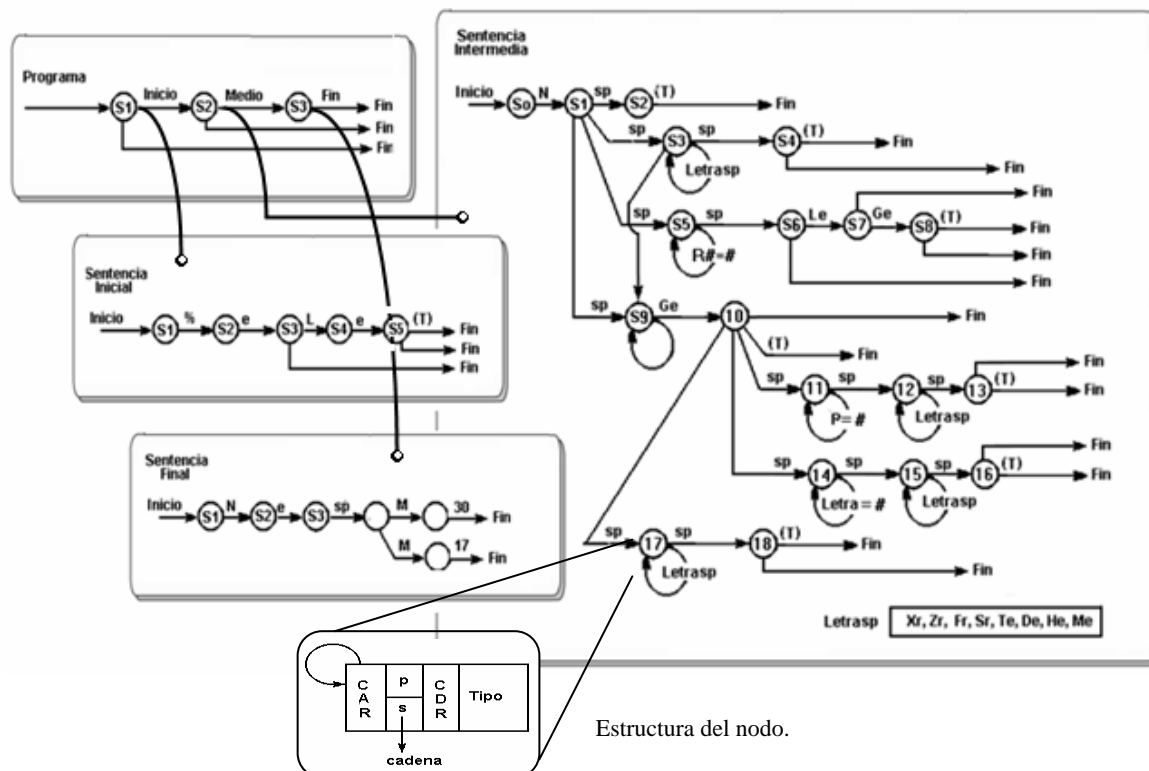 Programa
Inicio Medio Fin
S1 S2 S3 Fin
Fin
Fin
Sentencia
Inicial
Inicio S1 % S2 e S3 L S4 e S5 (T) Fin
Fin
Fin
Sentencia
Final
Inicio S1 N S2 e S3 sp M 30 Fin
M 17 Fin
Sentencia
Intermedia
Inicio So N S1 sp S2 (T) Fin
sp S3 sp S4 (T) Fin
Letrasp Fin
Fin
sp S5 sp S6 Le S7 Ge S8 (T) Fin
R#=# Fin
Fin
sp S9 Ge 10 Fin
(T) Fin
Fin
sp 11 sp 12 sp 13 (T) Fin
P=# Letrasp
Fin
sp 14 sp 15 sp 16 (T) Fin
Letra=# Letrasp
sp 17 sp 18 (T) Fin
Letrasp Fin
Letrasp Xr, Zr, Fr, Sr, Te, De, He, Me
CAR p s CDR Tipo
cadena
Estructura del nodo.